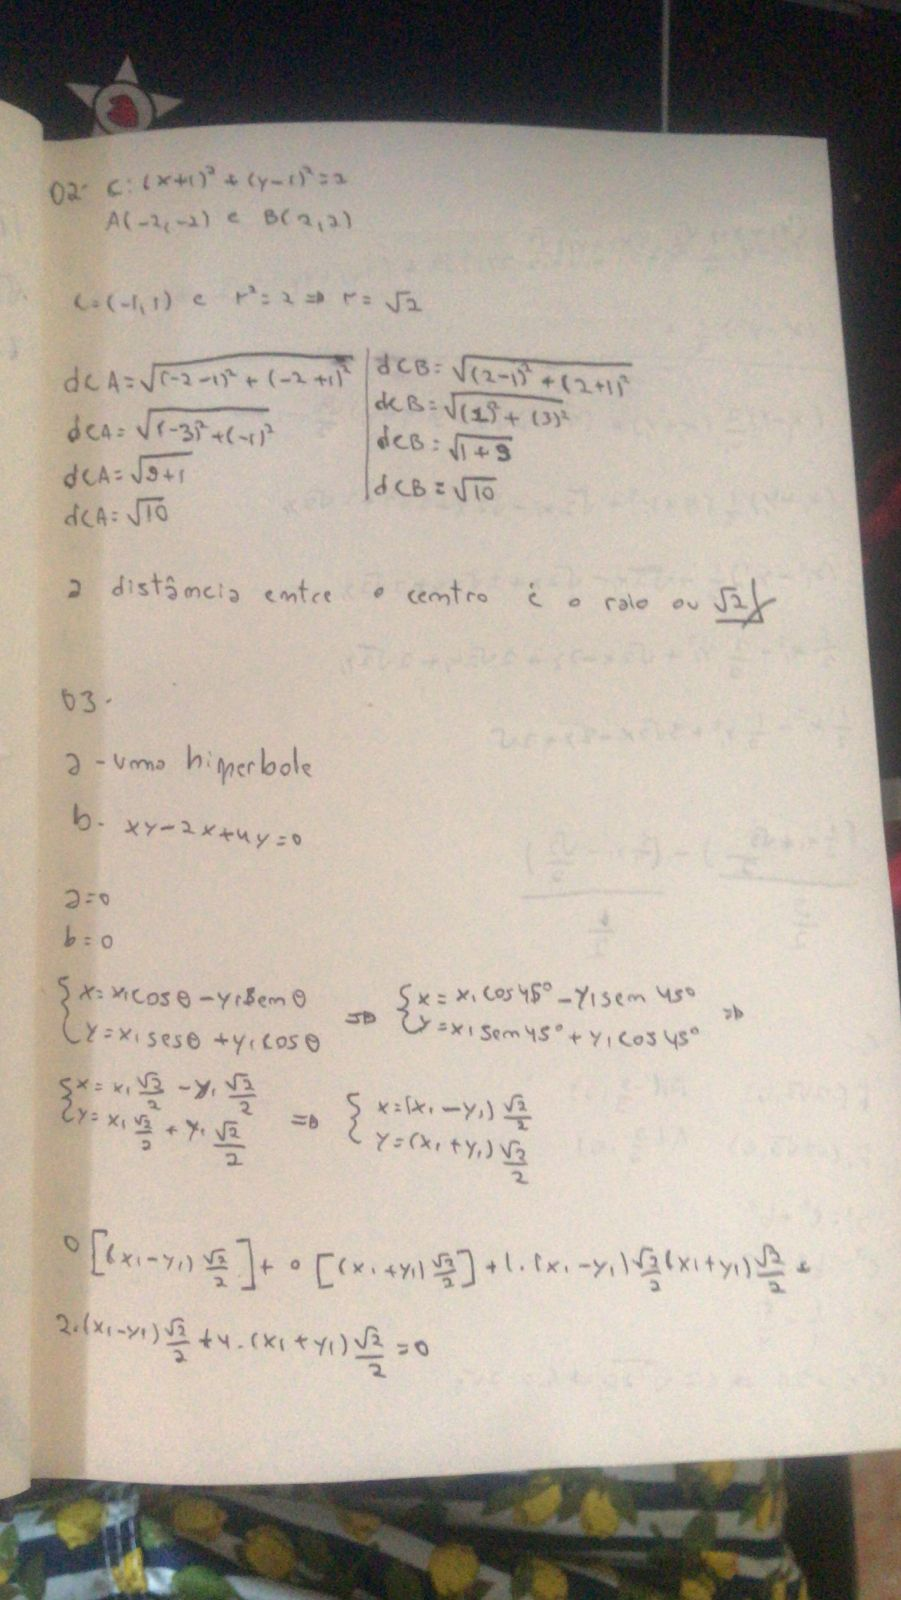 02- C: (x+1)² + (y-1)² = 2
A(-2,-2) e B(2,2)
C=(-1,1) e r²=2 ⇒ r= √2
dCA=√(-2-1)²+(-2+1)²
dCA=√(-3)²+(-1)²
dCA=√9+1
dCA=√10
dCB=√(2-1)²+(2+1)²
dCB=√(1)²+(3)²
dCB=√1+9
dCB=√10
a distância entre o centro é o raio ou √2
03-
a - uma hiperbole
b- xy-2x+4y=0
a=0
b=0
{x=x₁cosθ-y₁senθ ⇒ {x=x₁cos45°-y₁sen45° ⇒
{y=x₁sesθ+y₁cosθ {y=x₁sen45°+y₁cos45°
{x=x₁√2/2-y₁√2/2 ⇒ {x=(x₁-y₁)√2/2
{y=x₁√2/2+y₁√2/2 {y=(x₁+y₁)√2/2
0[(x₁-y₁)√2/2]+0[(x₁+y₁)√2/2]+1.(x₁-y₁)√2/2(x₁+y₁)√2/2
2.(x₁-y₁)√2/2+4.(x₁+y₁)√2/2=0